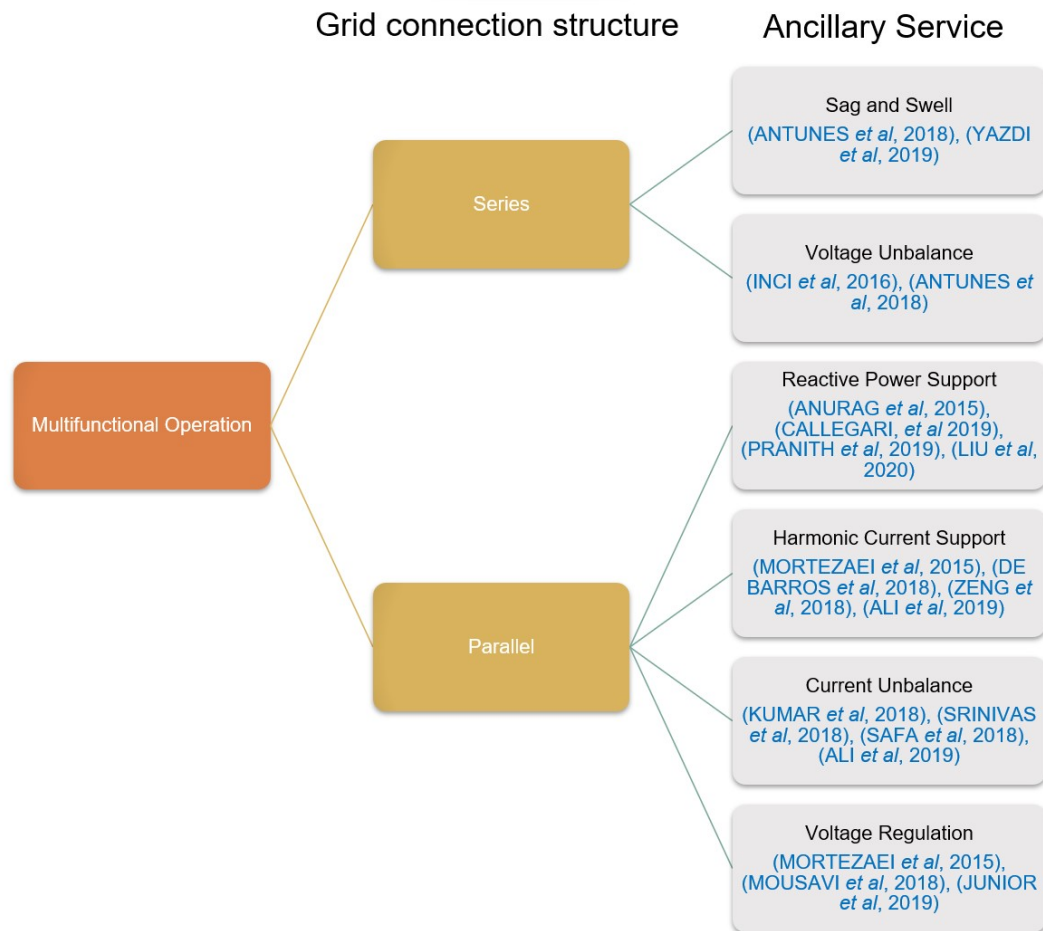 Grid connection structure
Ancillary Service
Multifunctional Operation
Series
Parallel
Sag and Swell
(ANTUNES et al, 2018), (YAZDI
et al, 2019)
Voltage Unbalance
(INCI et al, 2016), (ANTUNES et
al, 2018)
Reactive Power Support
(ANURAG et al, 2015),
(CALLEGARI, et al 2019),
(PRANITH et al, 2019), (LIU et al,
2020)
Harmonic Current Support
(MORTEZAEI et al, 2015), (DE
BARROS et al, 2018), (ZENG et
al, 2018), (ALI et al, 2019)
Current Unbalance
(KUMAR et al, 2018), (SRINIVAS
et al, 2018), (SAFA et al, 2018),
(ALI et al, 2019)
Voltage Regulation
(MORTEZAEI et al, 2015),
(MOUSAVI et al, 2018), (JUNIOR
et al, 2019)